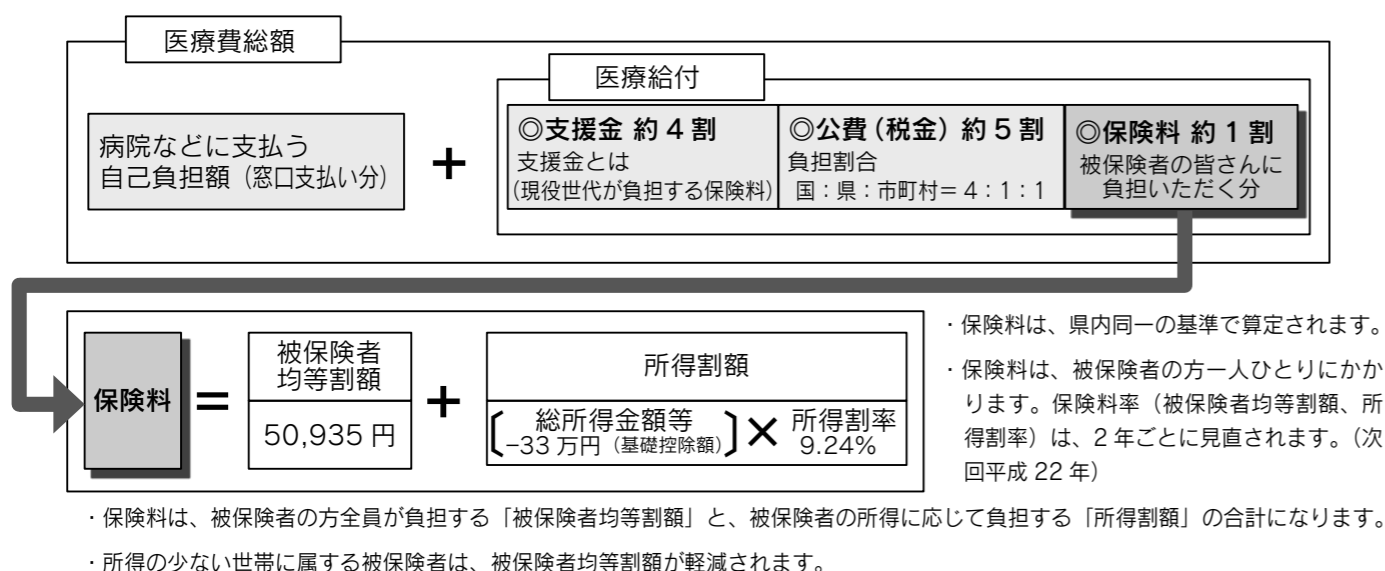 医療費総額
医療給付
病院などに支払う
自己負担額（窓口支払い分）
＋
◎支援金 約４割
支援金とは
（現役世代が負担する保険料）
◎公費（税金）約５割
負担割合
国：県：市町村＝４：１：１
◎保険料 約１割
被保険者の皆さんに
負担いただく分
保険料
＝
被保険者
均等割額
50,935 円
＋
所得割額
〔総所得金額等
−33 万円（基礎控除額）〕
×
所得割率
9.24%
・保険料は、県内同一の基準で算定されます。
・保険料は、被保険者の方一人ひとりにかか
ります。保険料率（被保険者均等割額、所
得割率）は、2 年ごとに見直されます。（次
回平成 22 年）
・保険料は、被保険者の方全員が負担する「被保険者均等割額」と、被保険者の所得に応じて負担する「所得割額」の合計になります。
・所得の少ない世帯に属する被保険者は、被保険者均等割額が軽減されます。